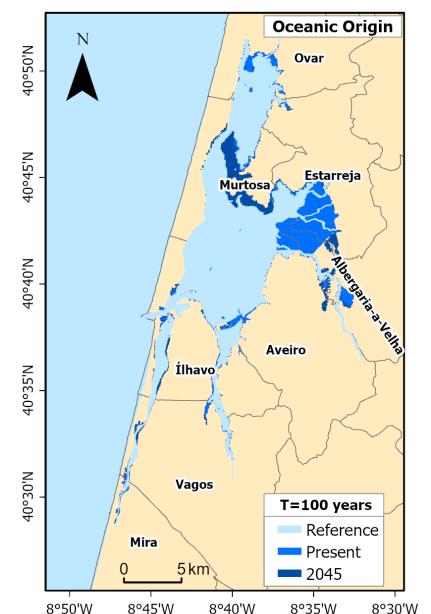 Oceanic Origin
N
Ovar
40°50'N
40°45'N
Estarreja
Murtosa
Albergaria-a-Velha
40°40'N
Aveiro
Ílhavo
40°35'N
Vagos
40°30'N
T=100 years
Reference
Present
2045
Mira
0 5 km
8°50'W 8°45'W 8°40'W 8°35'W 8°30'W